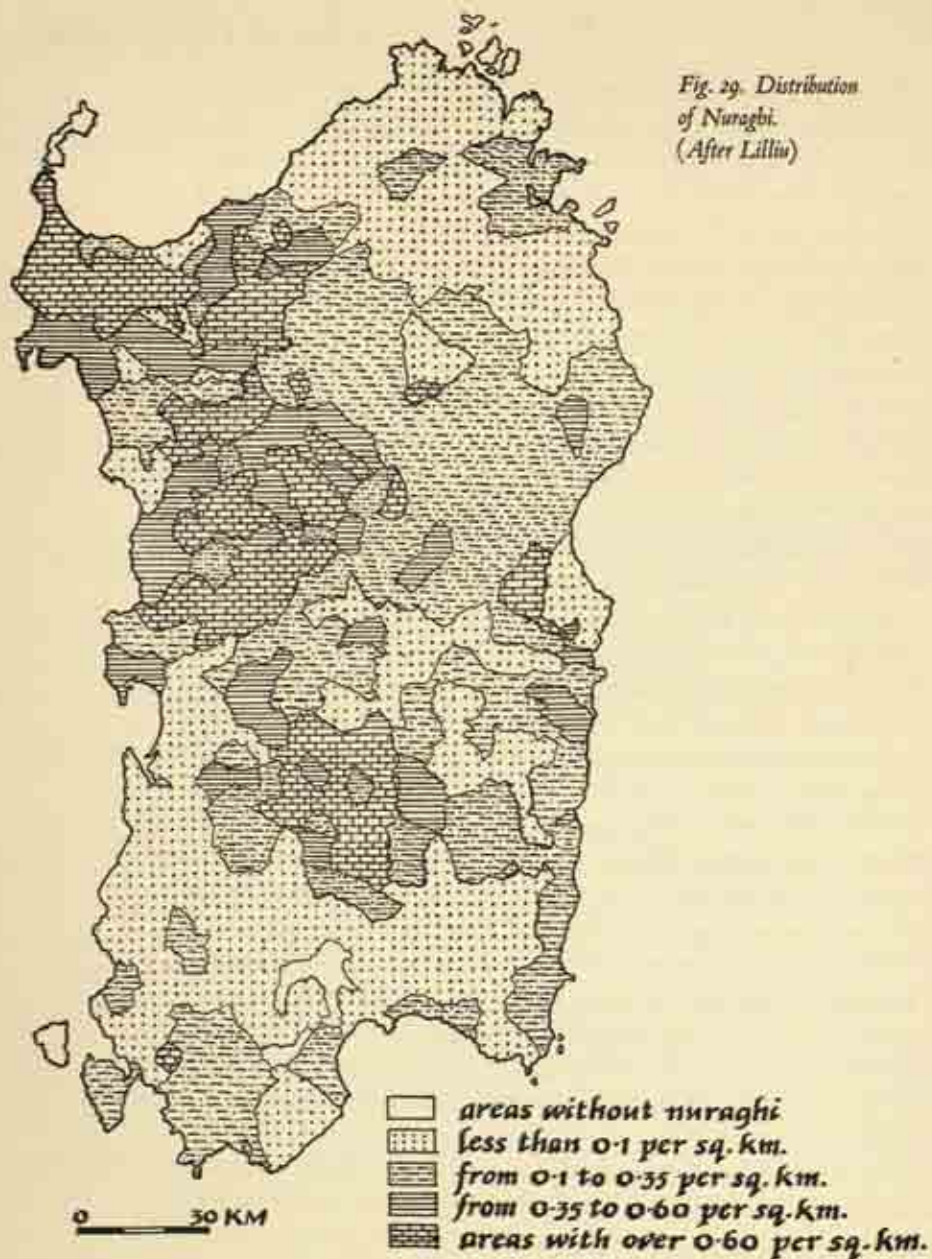 Fig. 29. Distribution
of Nuraghi.
(After Lilliu)
areas without nuraghi
less than 0·1 per sq. km.
from 0·1 to 0·35 per sq. km.
from 0·35 to 0·60 per sq. km.
areas with over 0·60 per sq. km.
0 30 KM